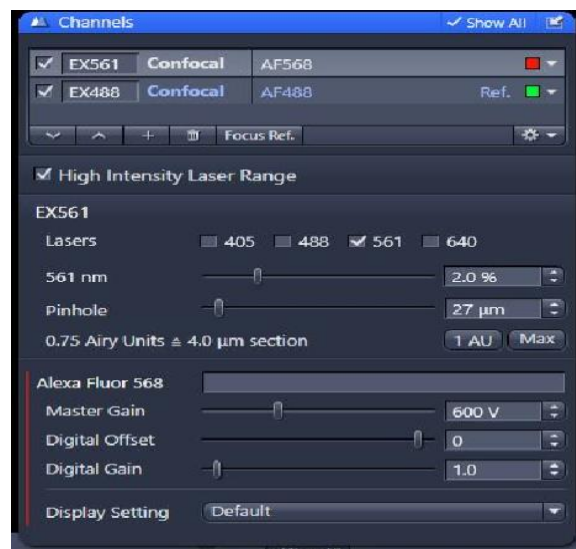 Channels Show All
EX561 Confocal AF568
EX488 Confocal AF488 Ref.
Focus Ref.
High Intensity Laser Range
EX561
Lasers 405 488 561 640
561 nm 2.0 %
Pinhole 27 µm
0.75 Airy Units ≙ 4.0 µm section 1 AU Max
Alexa Fluor 568
Master Gain 600 V
Digital Offset 0
Digital Gain 1.0
Display Setting Default